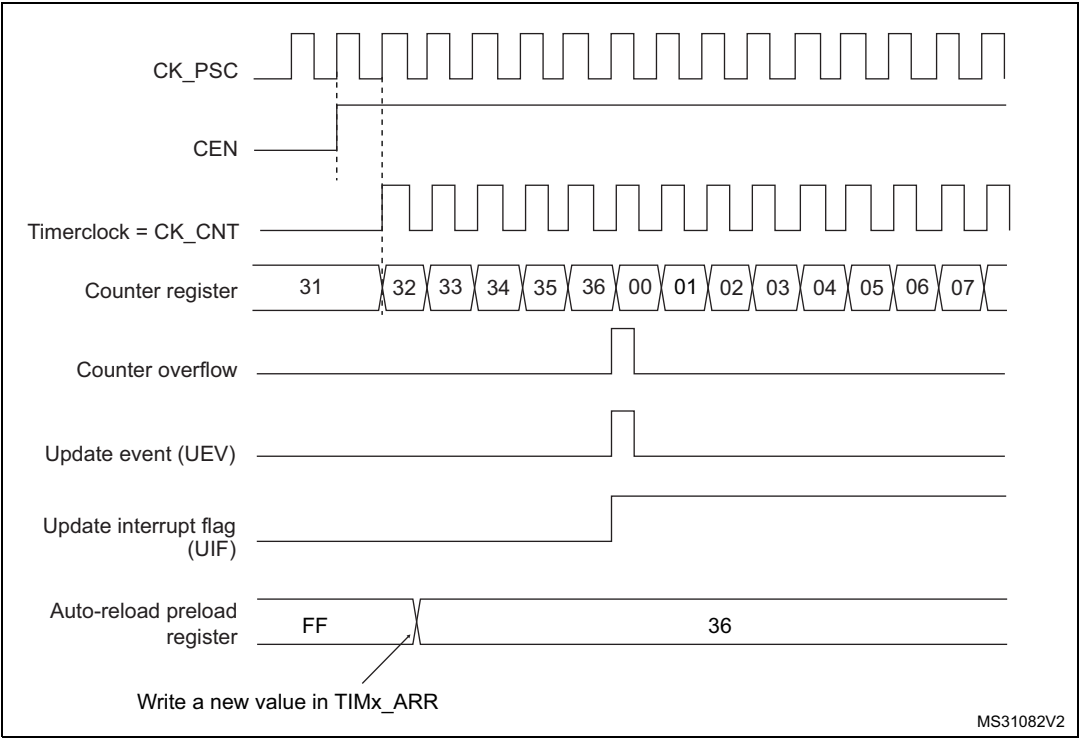 CK_PSC
CEN
Timerclock = CK_CNT
Counter register 31 32 33 34 35 36 00 01 02 03 04 05 06 07
Counter overflow
Update event (UEV)
Update interrupt flag
(UIF)
Auto-reload preload
register FF 36
Write a new value in TIMx_ARR
MS31082V2